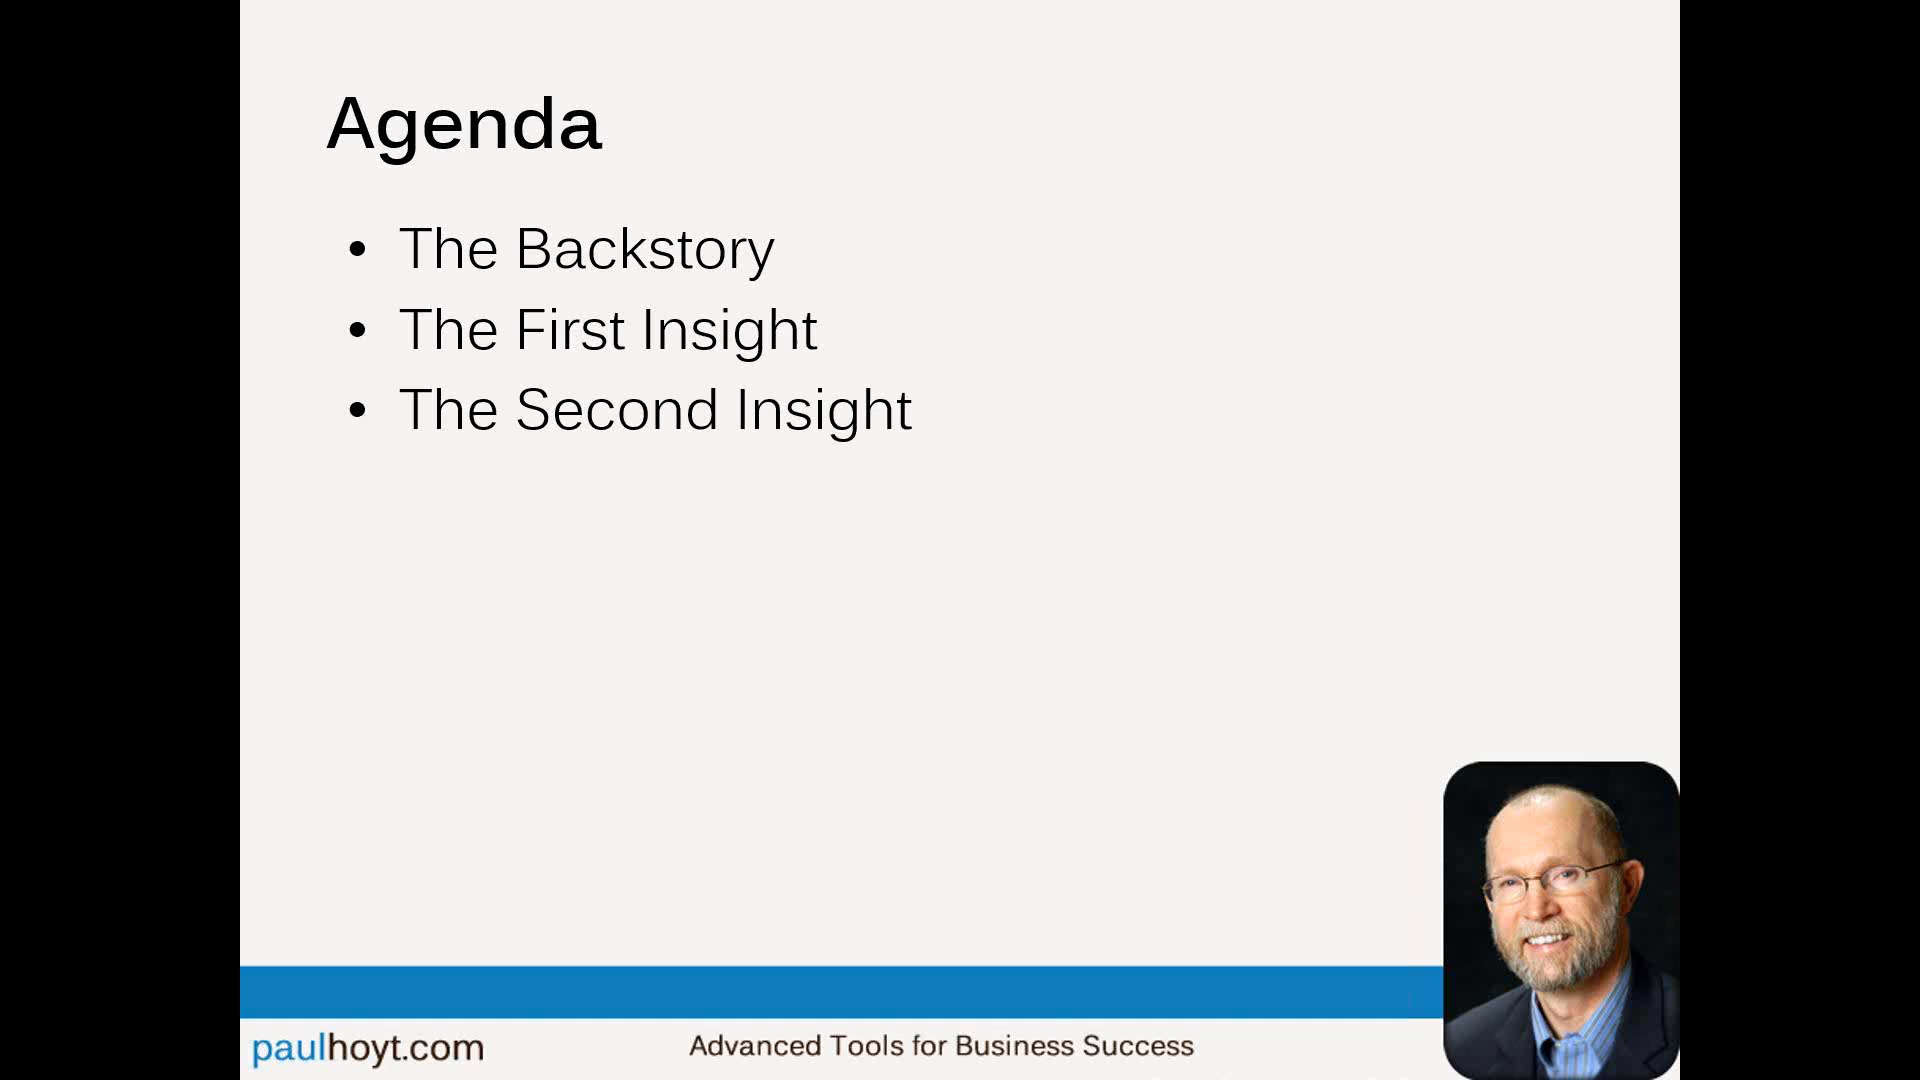 Agenda
• The Backstory
• The First Insight
• The Second Insight
paulhoyt.com
Advanced Tools for Business Success